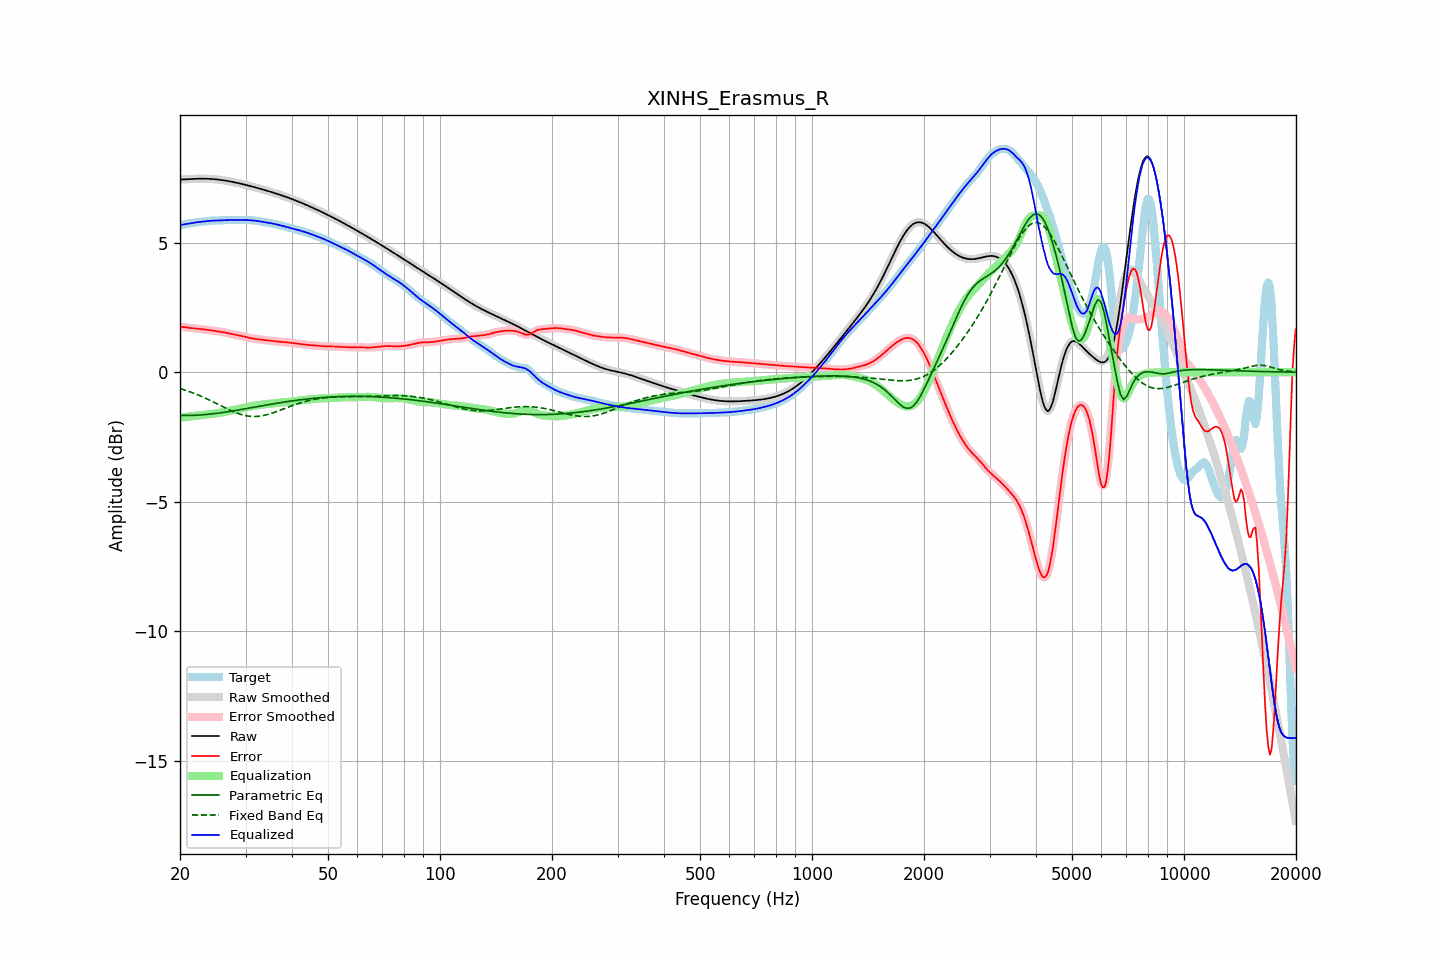 XINHS_Erasmus_R
Amplitude (dBr)
5
0
−5
−10
−15
Target
Raw Smoothed
Error Smoothed
Raw
Error
Equalization
Parametric Eq
Fixed Band Eq
Equalized
20 50 100 200 500 1000 2000 5000 10000 20000
Frequency (Hz)